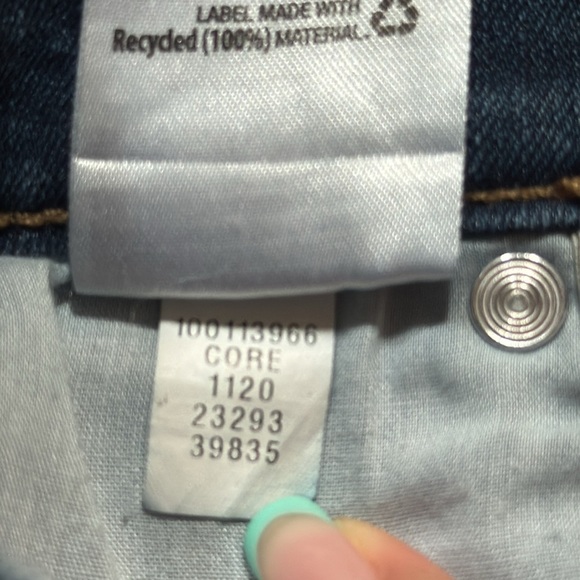 LABEL MADE WITH
Recycled (100%) MATERIAL.
100113966
CORE
1120
23293
39835